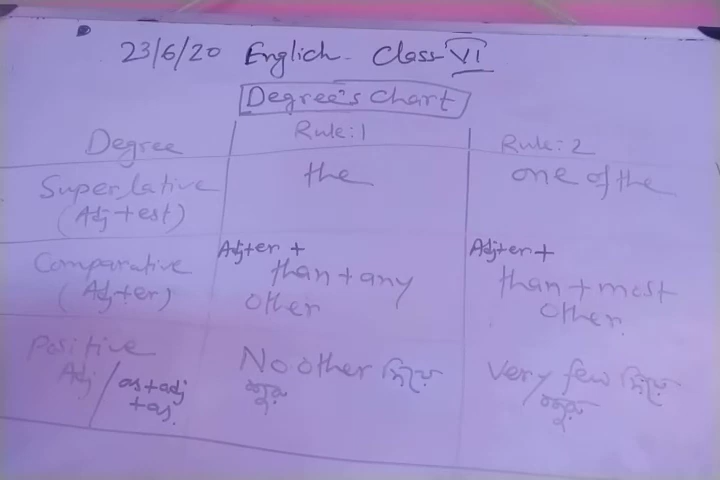 23/6/20 English. Class VI
Degree's Chart
Degree Rule:1 Rule:2
Superlative the one of the
(Adj+est)
Comparative Adj+er + Adj+er+
(Adj+er) than+any than+most
other other.
Positive No other দিয়ে Very few দিয়ে
Adj/as+adj শুরু শুরু
+as.